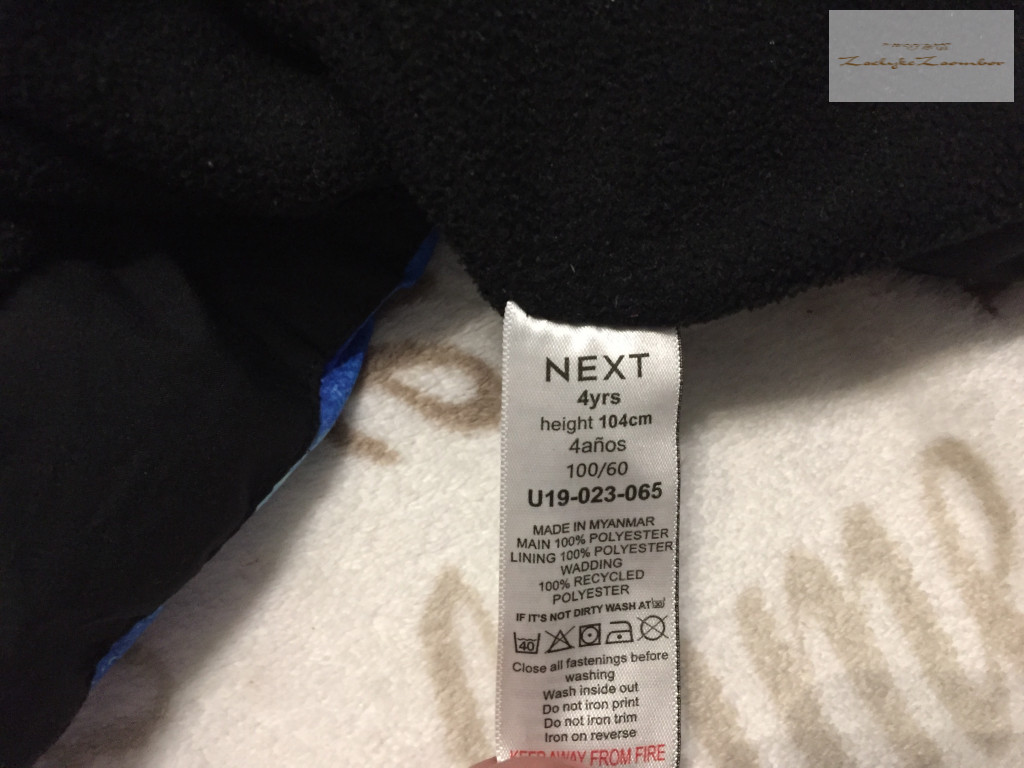 NEXT
4yrs
height 104cm
4años
100/60
U19-023-065
MADE IN MYANMAR
MAIN 100% POLYESTER
LINING 100% POLYESTER
WADDING
100% RECYCLED
POLYESTER
IF IT'S NOT DIRTY WASH AT
40
Close all fastenings before
washing
Wash inside out
Do not iron print
Do not iron trim
Iron on reverse
KEEP AWAY FROM FIRE